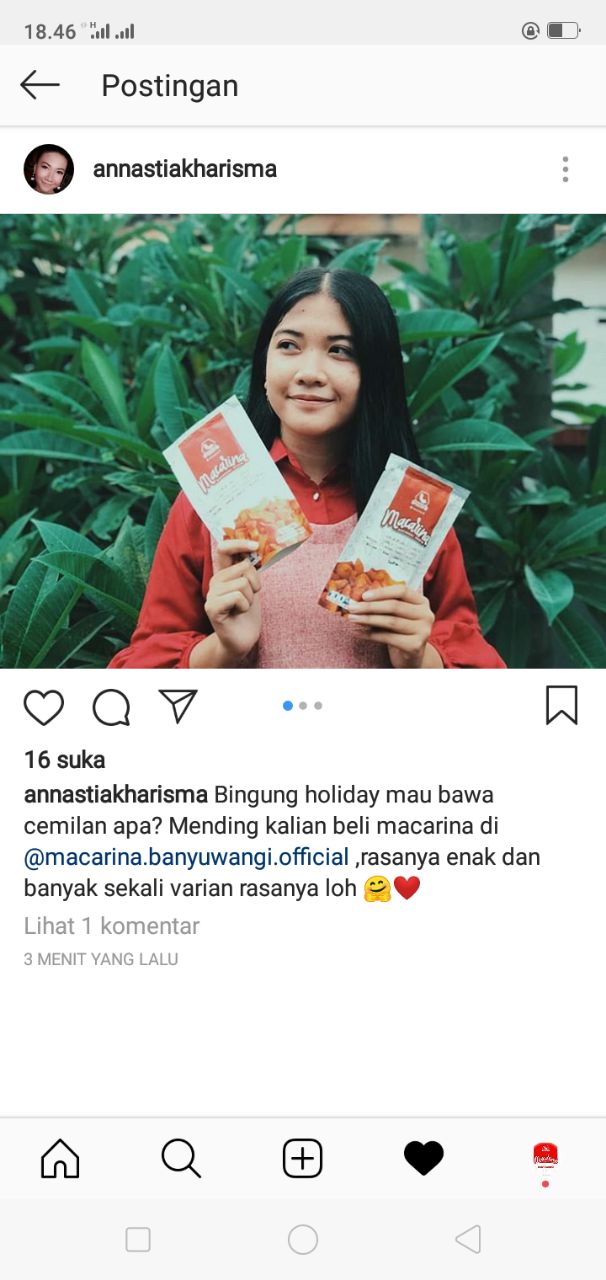 18.46
H
Postingan
annastiakharisma
Macarina
Macarina
16 suka
annastiakharisma Bingung holiday mau bawa
cemilan apa? Mending kalian beli macarina di
@macarina.banyuwangi.official ,rasanya enak dan
banyak sekali varian rasanya loh 🤗❤️
Lihat 1 komentar
3 MENIT YANG LALU